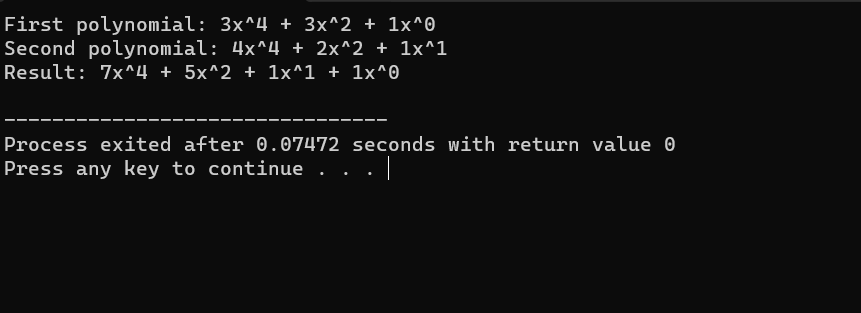 First polynomial: 3x^4 + 3x^2 + 1x^0
Second polynomial: 4x^4 + 2x^2 + 1x^1
Result: 7x^4 + 5x^2 + 1x^1 + 1x^0
--------------------------------
Process exited after 0.07472 seconds with return value 0
Press any key to continue . . .